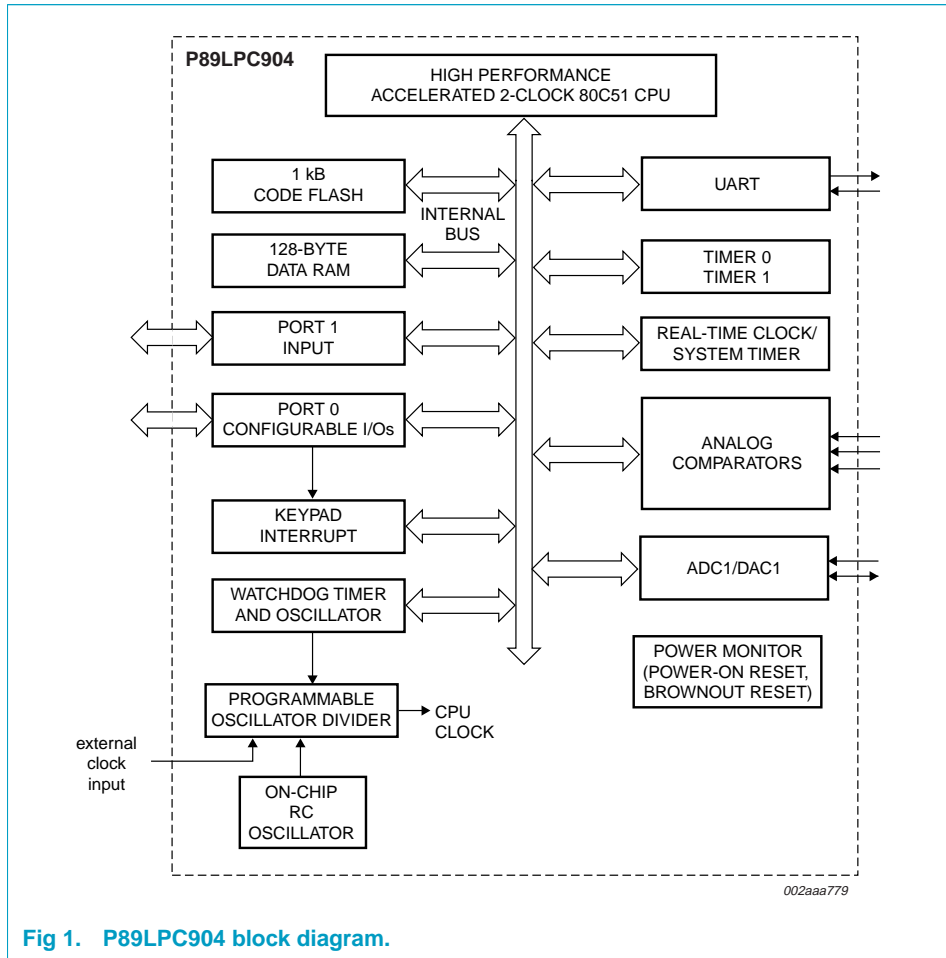 P89LPC904
HIGH PERFORMANCE
ACCELERATED 2-CLOCK 80C51 CPU
1 kB
CODE FLASH
UART
INTERNAL
BUS
128-BYTE
DATA RAM
TIMER 0
TIMER 1
PORT 1
INPUT
REAL-TIME CLOCK/
SYSTEM TIMER
PORT 0
CONFIGURABLE I/Os
ANALOG
COMPARATORS
KEYPAD
INTERRUPT
ADC1/DAC1
WATCHDOG TIMER
AND OSCILLATOR
POWER MONITOR
(POWER-ON RESET,
BROWNOUT RESET)
PROGRAMMABLE
OSCILLATOR DIVIDER
CPU
CLOCK
external
clock
input
ON-CHIP
RC
OSCILLATOR
002aaa779
Fig 1. P89LPC904 block diagram.